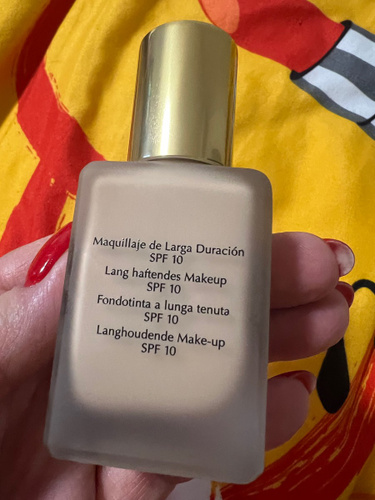 Maquillaje de Larga Duración
SPF 10
Lang haftendes Makeup
SPF 10
Fondotinta a lunga tenuta
SPF 10
Langhoudende Make-up
SPF 10